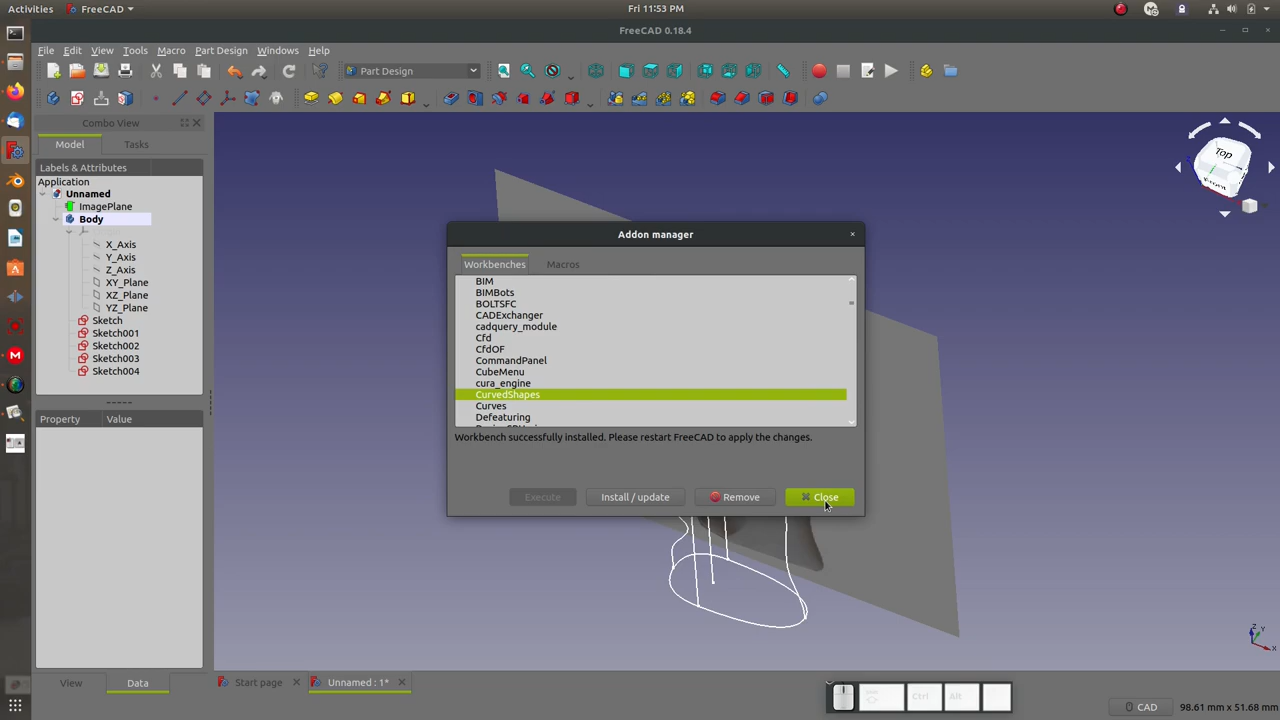 Activities FreeCAD Fri 11:53 PM
FreeCAD 0.18.4
File Edit View Tools Macro Part Design Windows Help
Part Design
Combo View
Model Tasks
Labels & Attributes
Application
Unnamed
ImagePlane
Body
X_Axis
Y_Axis
Z_Axis
XY_Plane
XZ_Plane
YZ_Plane
Sketch
Sketch001
Sketch002
Sketch003
Sketch004
Property Value
View Data
Top
Front
Addon manager
Workbenches Macros
BIM
BIMBots
BOLTSFC
CADExchanger
cadquery_module
Cfd
CfdOF
CommandPanel
CubeMenu
cura_engine
CurvedShapes
Curves
Defeaturing
Workbench successfully installed. Please restart FreeCAD to apply the changes.
Execute Install / update Remove Close
Z Y X
Start page Unnamed : 1*
Ctrl Alt
CAD 98.61 mm x 51.68 mm